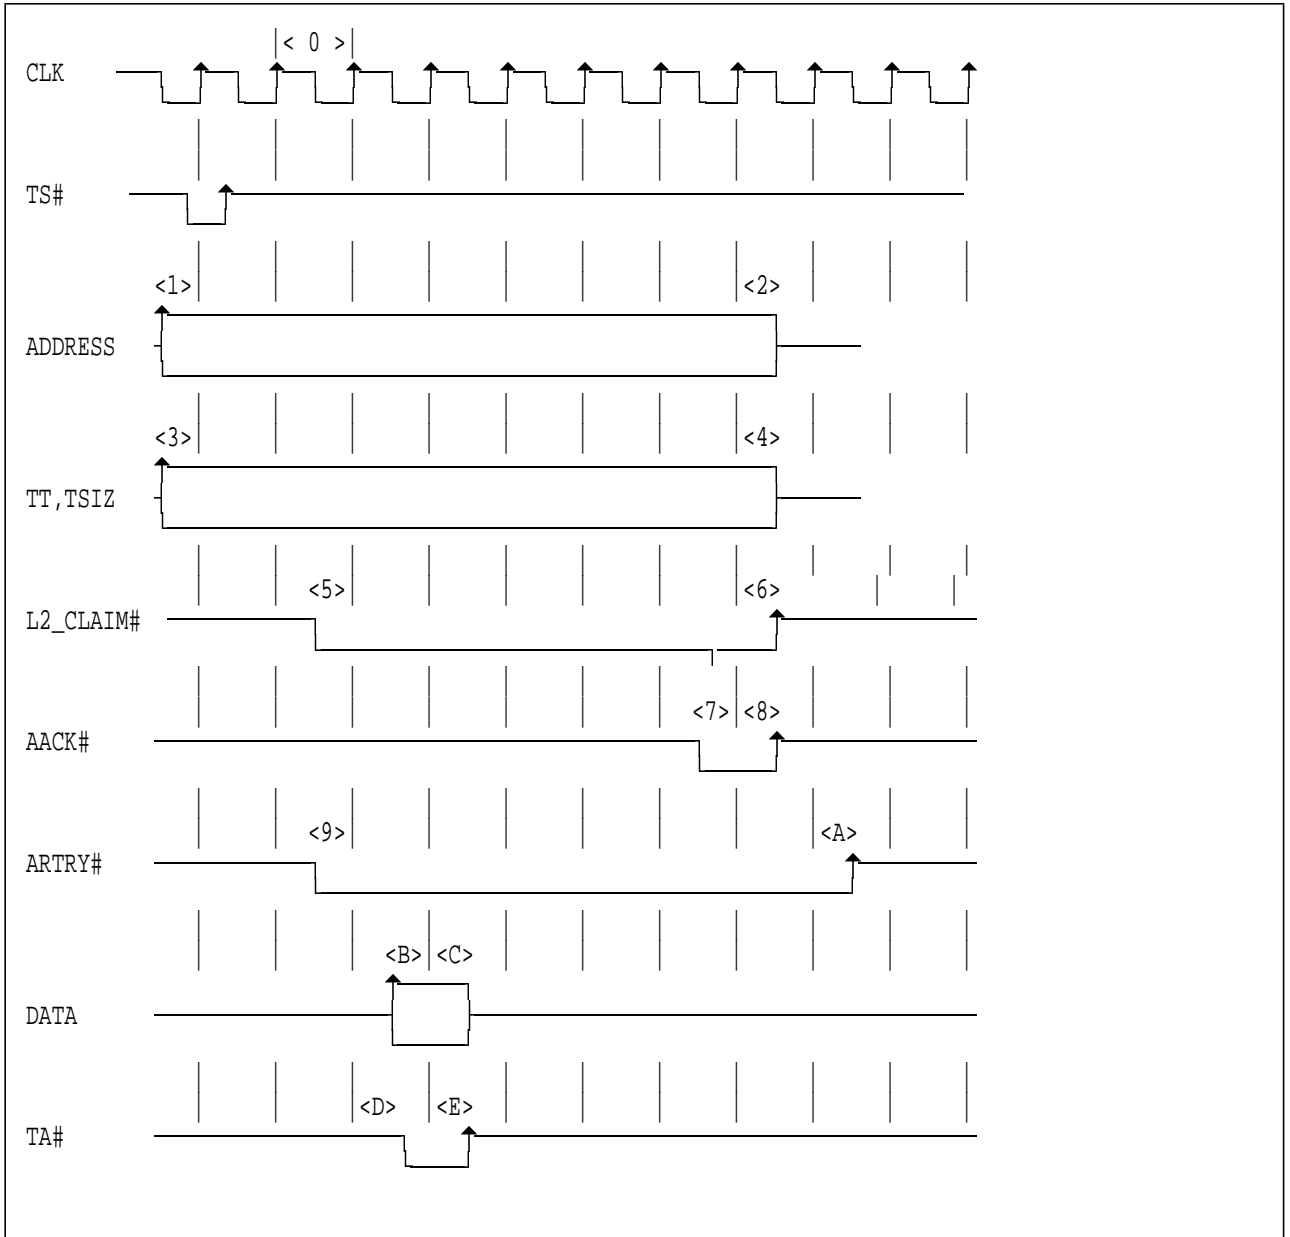 < 0 >
CLK
TS#
<1> <2>
ADDRESS
<3> <4>
TT,TSIZ
<5> <6>
L2_CLAIM#
<7> <8>
AACK#
<9> <A>
ARTRY#
<B> <C>
DATA
<D> <E>
TA#